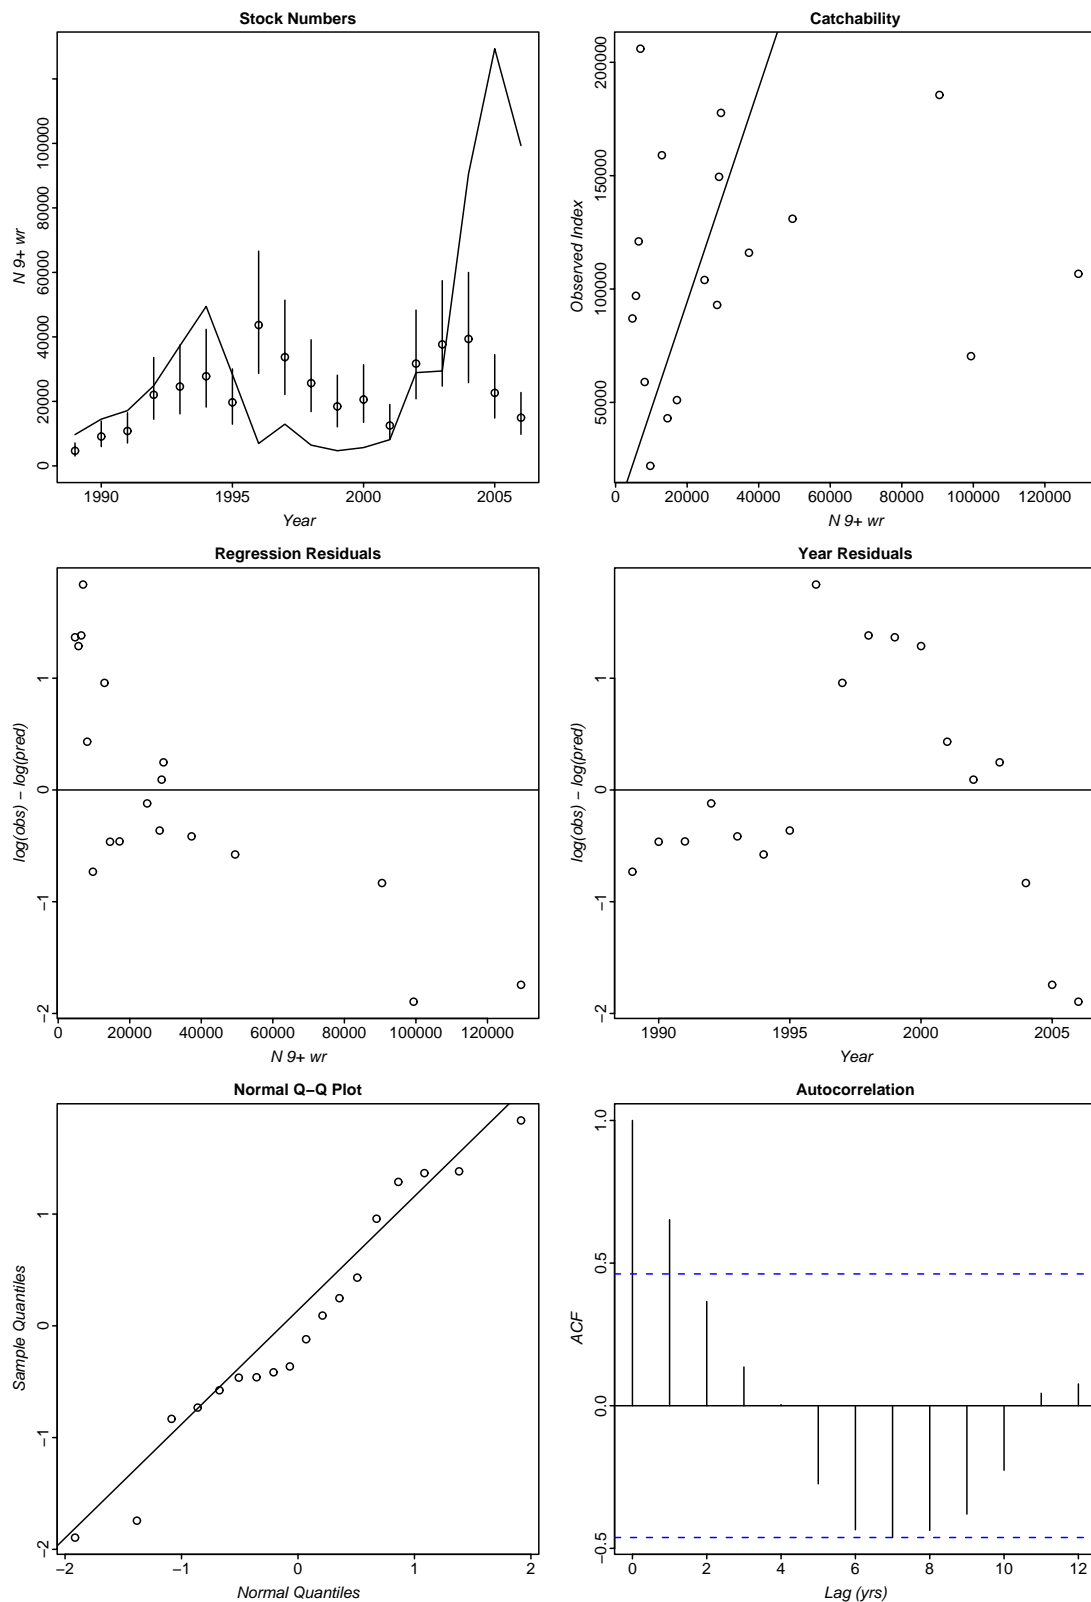 Stock Numbers
N 9+ wr
0 20000 40000 60000 80000 100000
1990 1995 2000 2005
Year
Catchability
Observed Index
50000 100000 150000 200000
0 20000 40000 60000 80000 100000 120000
N 9+ wr
Regression Residuals
log(obs) − log(pred)
−2 −1 0 1
0 20000 40000 60000 80000 100000 120000
N 9+ wr
Year Residuals
log(obs) − log(pred)
−2 −1 0 1
1990 1995 2000 2005
Year
Normal Q−Q Plot
Sample Quantiles
−2 −1 0 1
−2 −1 0 1 2
Normal Quantiles
Autocorrelation
ACF
−0.5 0.0 0.5 1.0
0 2 4 6 8 10 12
Lag (yrs)